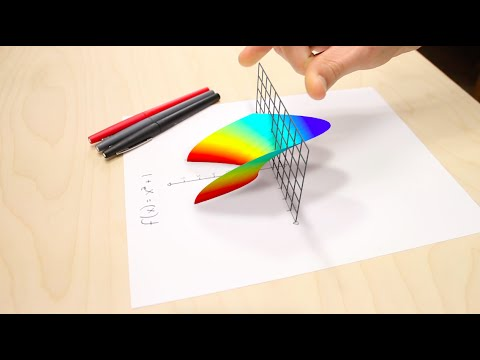 f(x) = x² + 1